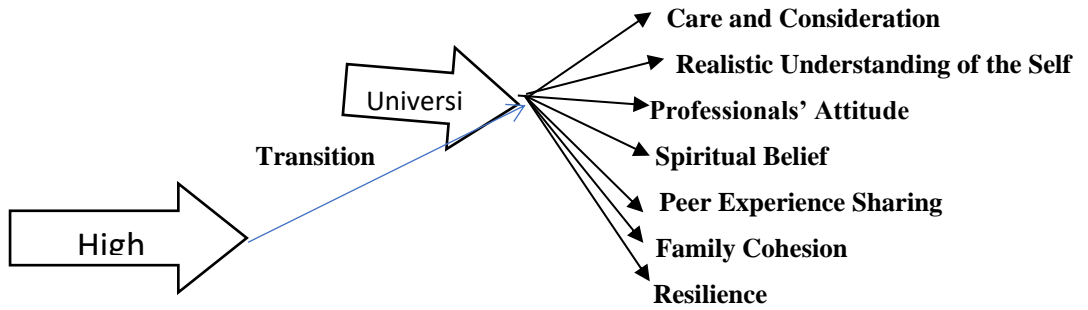 Care and Consideration
Realistic Understanding of the Self
Universi
Professionals' Attitude
Transition
Spiritual Belief
Peer Experience Sharing
High
Family Cohesion
Resilience